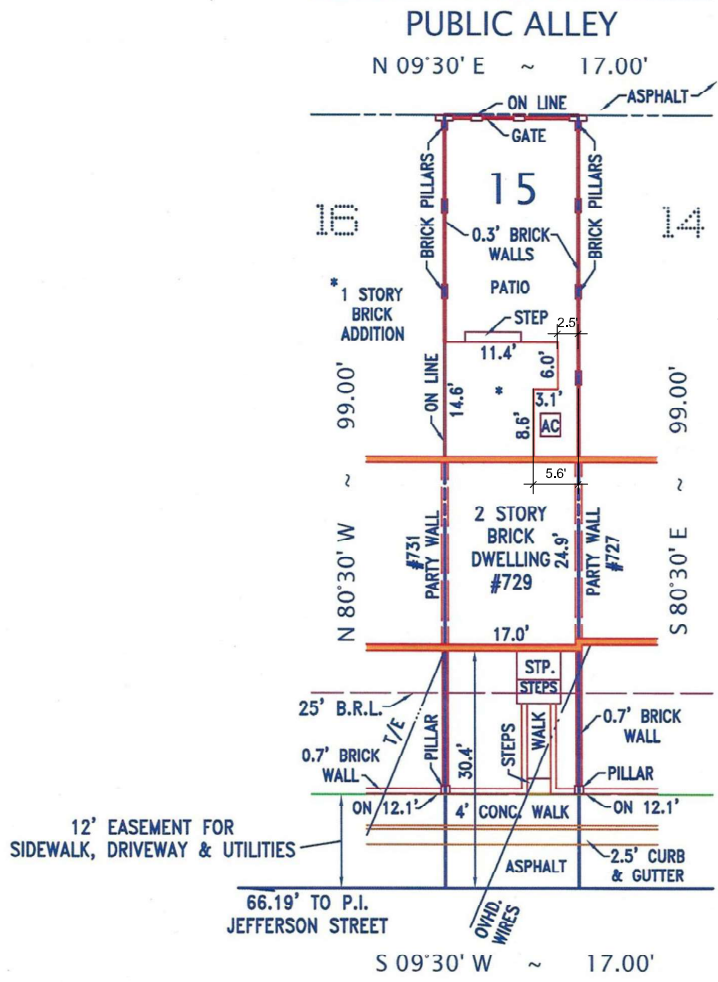 PUBLIC ALLEY
N 09°30' E ~ 17.00'
ON LINE
ASPHALT
GATE
BRICK PILLARS
15
BRICK PILLARS
16
14
0.3' BRICK
WALLS
PATIO
*1 STORY
BRICK
ADDITION
STEP
2.5'
11.4'
6.0'
ON LINE
14.6'
*
3.1'
8.6'
AC
99.00'
99.00'
5.6'
~
~
2 STORY
BRICK
DWELLING
#729
24.9'
#731
PARTY WALL
PARTY WALL
#727
N 80°30' W
S 80°30' E
17.0'
STP.
STEPS
25' B.R.L.
T/E
PILLAR
30.4'
STEPS
WALK
0.7' BRICK
WALL
0.7' BRICK
WALL
PILLAR
ON 12.1'
4' CONC. WALK
ON 12.1'
12' EASEMENT FOR
SIDEWALK, DRIVEWAY & UTILITIES
ASPHALT
2.5' CURB
& GUTTER
66.19' TO P.I.
JEFFERSON STREET
OVHD.
WIRES
S 09°30' W ~ 17.00'